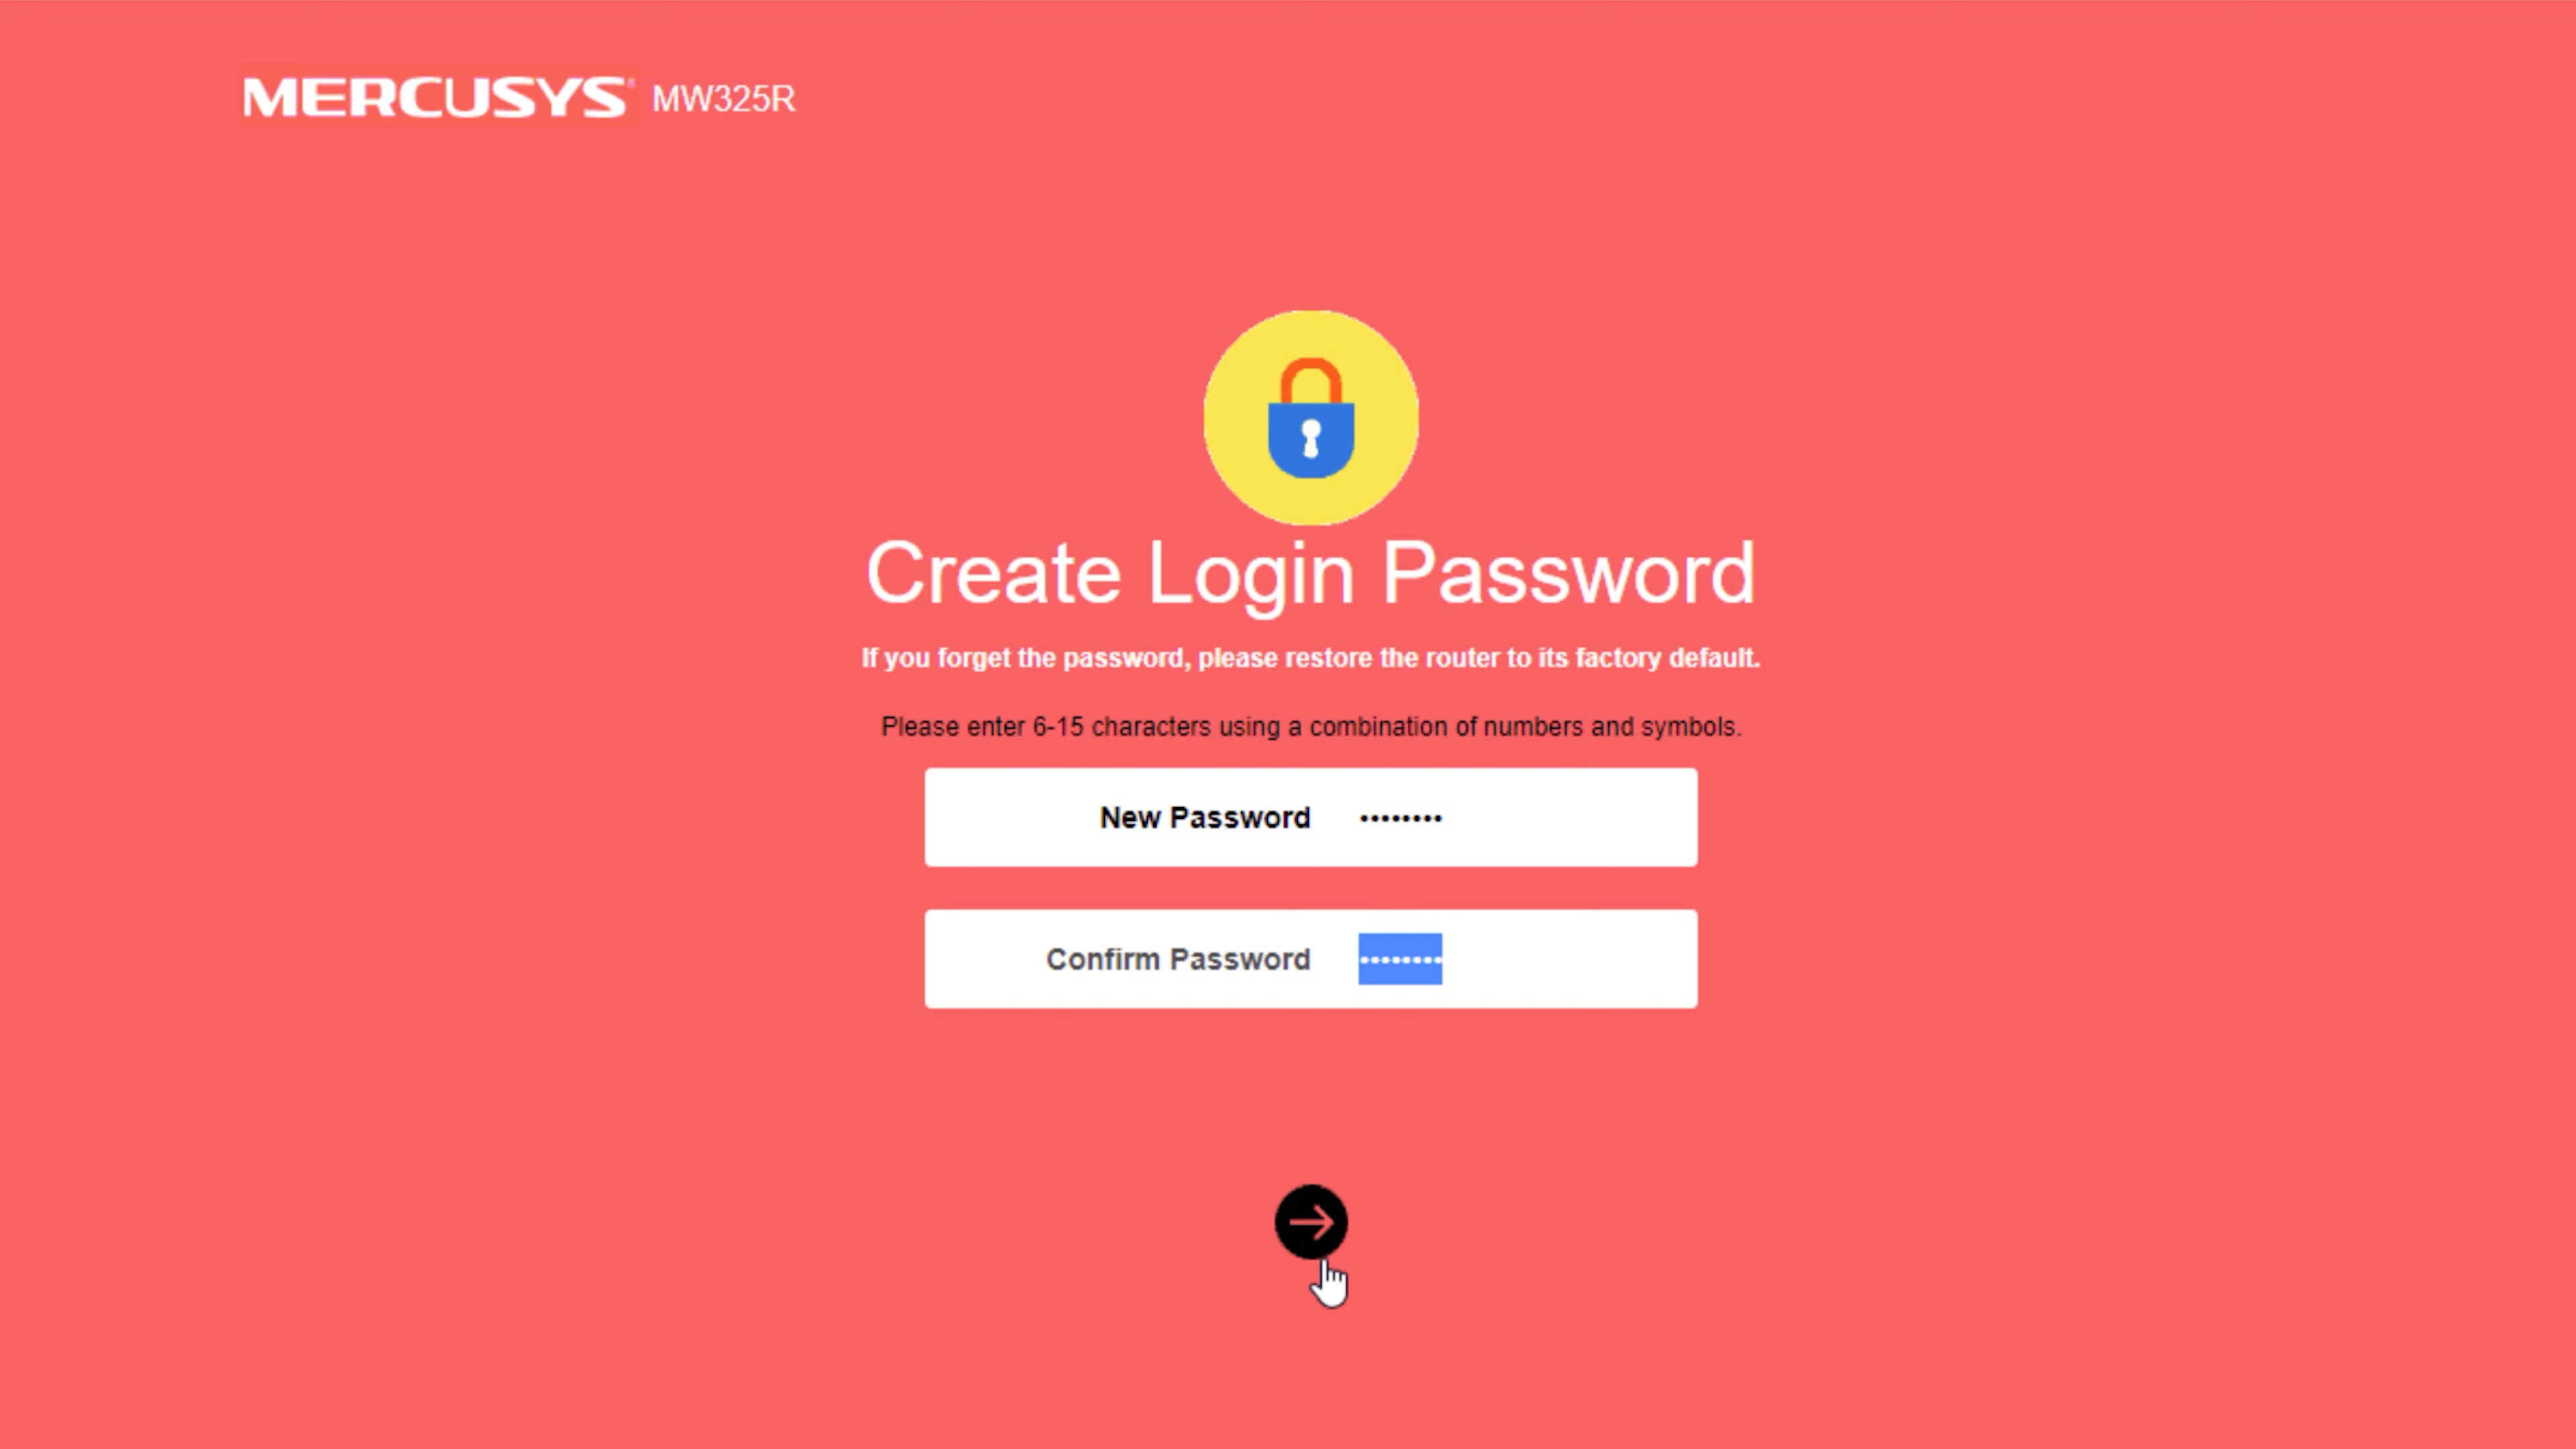 MERCUSYS® MW325R
Create Login Password
If you forget the password, please restore the router to its factory default.
Please enter 6-15 characters using a combination of numbers and symbols.
New Password ••••••••
Confirm Password ••••••••